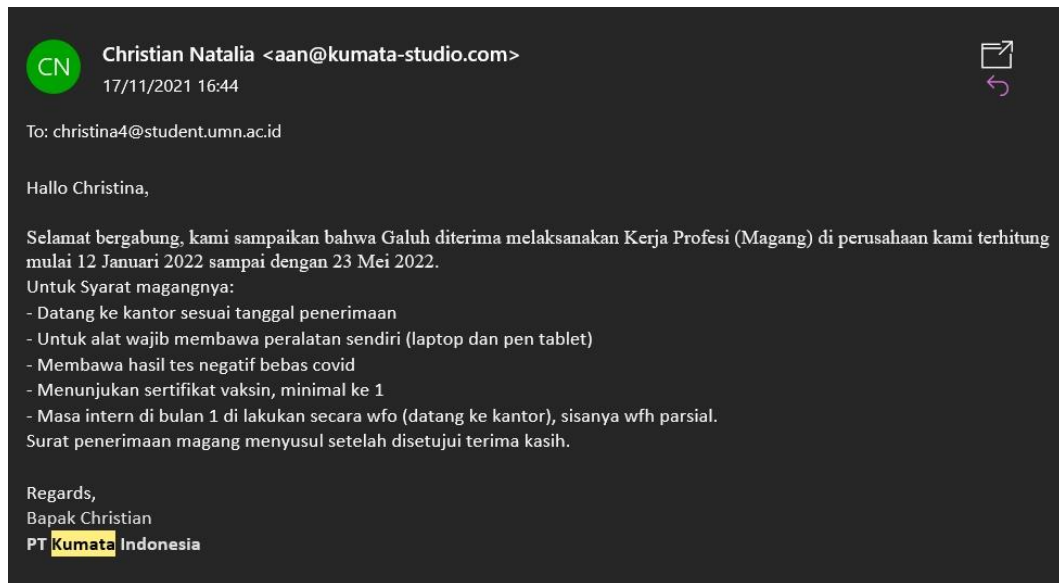 CN
Christian Natalia <aan@kumata-studio.com>
17/11/2021 16:44
To: christina4@student.umn.ac.id
Hallo Christina,
Selamat bergabung, kami sampaikan bahwa Galuh diterima melaksanakan Kerja Profesi (Magang) di perusahaan kami terhitung
mulai 12 Januari 2022 sampai dengan 23 Mei 2022.
Untuk Syarat magangnya:
- Datang ke kantor sesuai tanggal penerimaan
- Untuk alat wajib membawa peralatan sendiri (laptop dan pen tablet)
- Membawa hasil tes negatif bebas covid
- Menunjukan sertifikat vaksin, minimal ke 1
- Masa intern di bulan 1 di lakukan secara wfo (datang ke kantor), sisanya wfh parsial.
Surat penerimaan magang menyusul setelah disetujui terima kasih.
Regards,
Bapak Christian
PT Kumata Indonesia